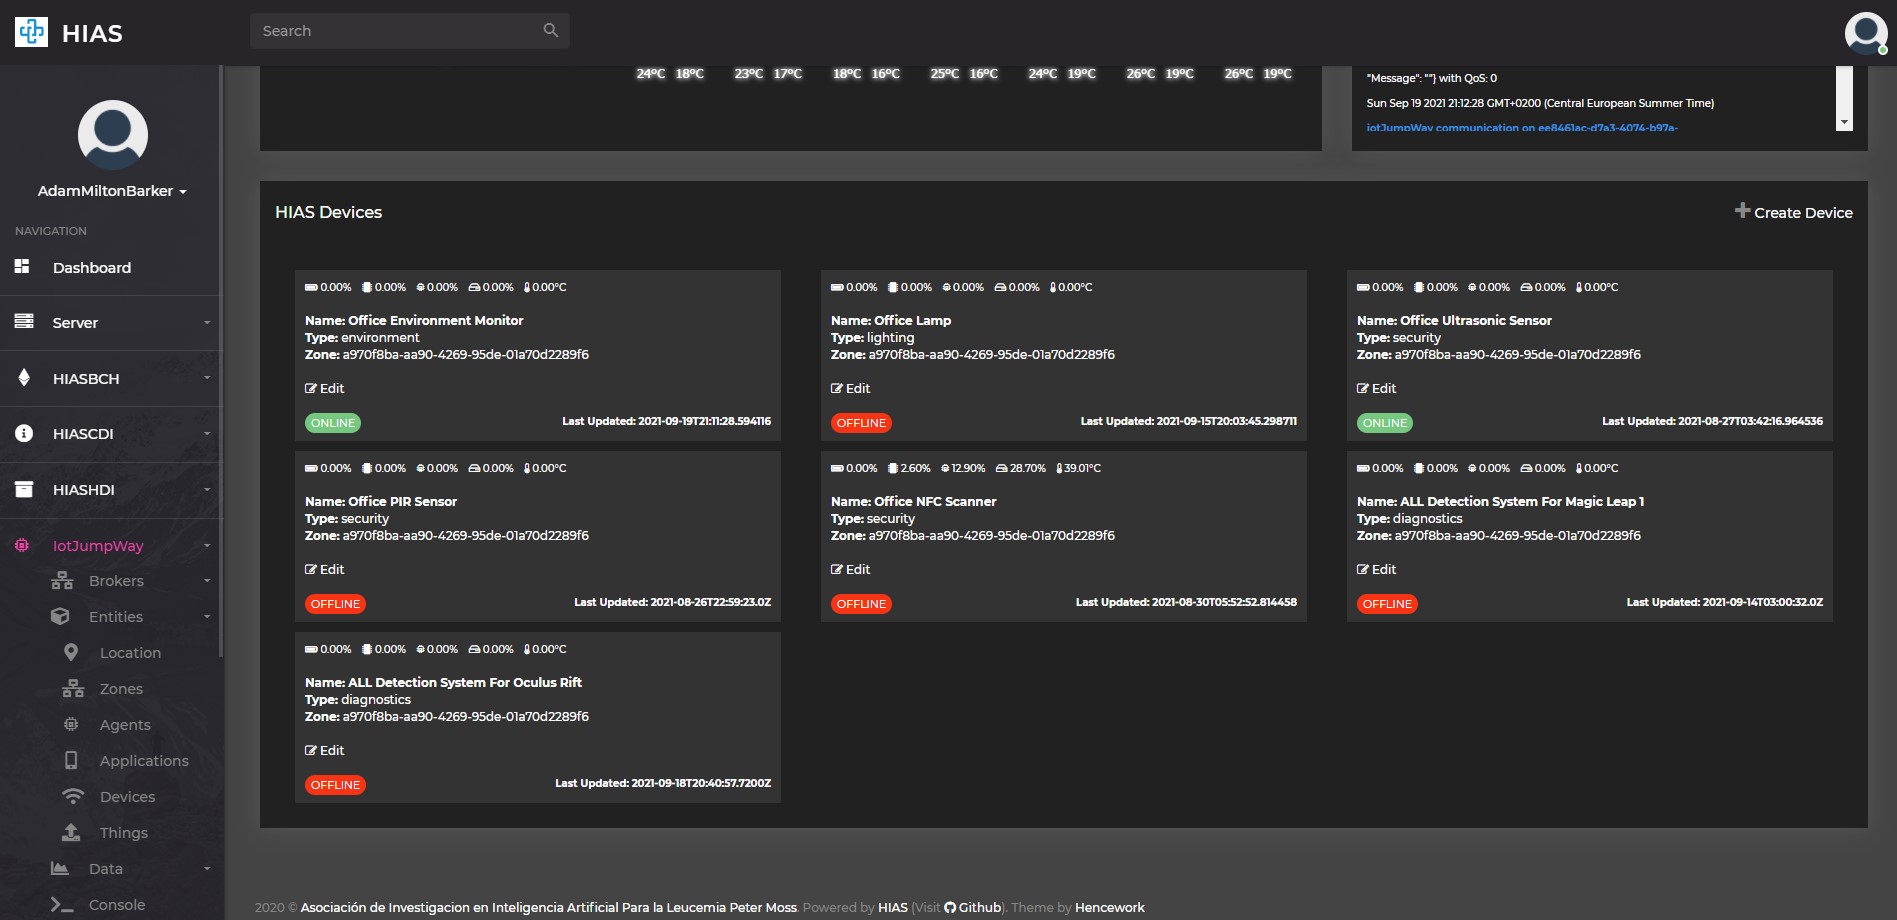 HIAS
Search
AdamMiltonBarker
NAVIGATION
Dashboard
Server
HIASBCH
HIASCDI
HIASHDI
IotJumpWay
Brokers
Entities
Location
Zones
Agents
Applications
Devices
Things
Data
Console
24ºC 18ºC 23ºC 17ºC 18ºC 16ºC 25ºC 16ºC 24ºC 19ºC 26ºC 19ºC 26ºC 19ºC
"Message": ""} with QoS: 0
Sun Sep 19 2021 21:12:28 GMT+0200 (Central European Summer Time)
iotJumpWay communication on ee8461ac-d7a3-4074-b97a-
HIAS Devices
Create Device
0.00% 0.00% 0.00% 0.00% 0.00°C
Name: Office Environment Monitor
Type: environment
Zone: a970f8ba-aa90-4269-95de-01a70d2289f6
Edit
ONLINE Last Updated: 2021-09-19T21:11:28.594116
0.00% 0.00% 0.00% 0.00% 0.00°C
Name: Office Lamp
Type: lighting
Zone: a970f8ba-aa90-4269-95de-01a70d2289f6
Edit
OFFLINE Last Updated: 2021-09-15T20:03:45.298711
0.00% 0.00% 0.00% 0.00% 0.00°C
Name: Office Ultrasonic Sensor
Type: security
Zone: a970f8ba-aa90-4269-95de-01a70d2289f6
Edit
ONLINE Last Updated: 2021-08-27T03:42:16.964536
0.00% 0.00% 0.00% 0.00% 0.00°C
Name: Office PIR Sensor
Type: security
Zone: a970f8ba-aa90-4269-95de-01a70d2289f6
Edit
OFFLINE Last Updated: 2021-08-26T22:59:23.0Z
0.00% 2.60% 12.90% 28.70% 39.01°C
Name: Office NFC Scanner
Type: security
Zone: a970f8ba-aa90-4269-95de-01a70d2289f6
Edit
OFFLINE Last Updated: 2021-08-30T05:52:52.814458
0.00% 0.00% 0.00% 0.00% 0.00°C
Name: ALL Detection System For Magic Leap 1
Type: diagnostics
Zone: a970f8ba-aa90-4269-95de-01a70d2289f6
Edit
OFFLINE Last Updated: 2021-09-14T03:00:32.0Z
0.00% 0.00% 0.00% 0.00% 0.00°C
Name: ALL Detection System For Oculus Rift
Type: diagnostics
Zone: a970f8ba-aa90-4269-95de-01a70d2289f6
Edit
OFFLINE Last Updated: 2021-09-18T20:40:57.7200Z
2020 © Asociación de Investigacion en Inteligencia Artificial Para la Leucemia Peter Moss. Powered by HIAS (Visit Github). Theme by Hencework